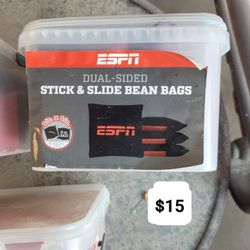 ESPN
DUAL-SIDED
STICK & SLIDE BEAN BAGS
ESPN
$15